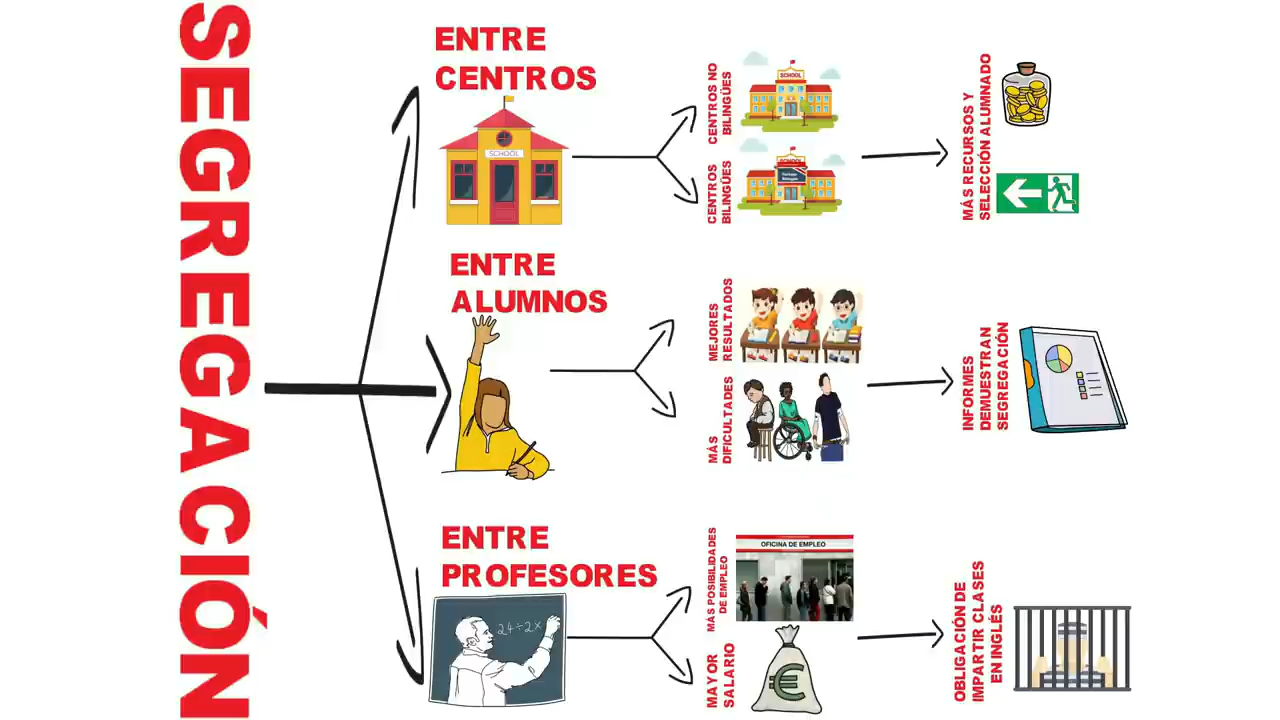 SEGREGACIÓN
ENTRE
CENTROS
SCHOOL
CENTROS NO
BILINGÜES
SCHOOL
CENTROS
BILINGÜES
SCHOOL
MÁS RECURSOS Y
SELECCIÓN ALUMNADO
ENTRE
ALUMNOS
MEJORES
RESULTADOS
MÁS
DIFICULTADES
INFORMES
DEMUESTRAN
SEGREGACIÓN
ENTRE
PROFESORES
24÷2x
MÁS POSIBILIDADES
DE EMPLEO
OFICINA DE EMPLEO
MAYOR
SALARIO
€
OBLIGACIÓN DE
IMPARTIR CLASES
EN INGLÉS